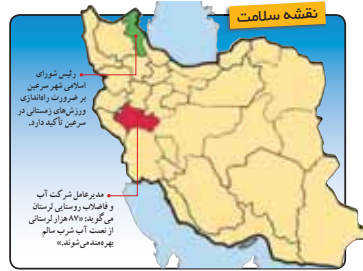 نقشه سلامت
رئیس شورای
اسلامی شهر سرعین
بر ضرورت راه‌اندازی
ورزش‌های زمستانی در
سرعین تأکید دارد.
مدیرعامل شرکت آب
و فاضلاب روستایی لرستان
می‌گوید: «۸۷ هزار لرستانی
از نعمت آب شرب سالم
بهره‌مند می‌شوند.»